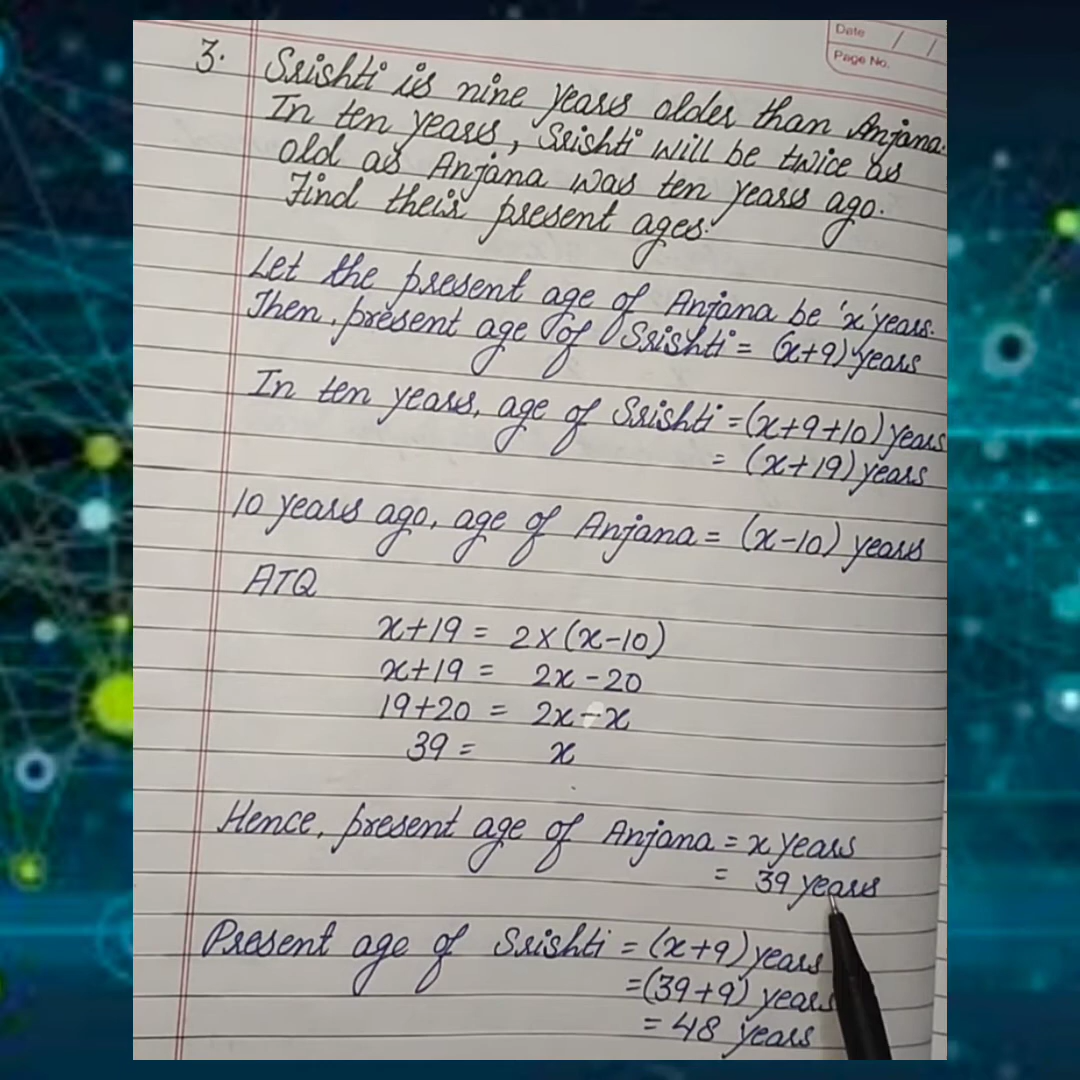 Date / /
Page No.
3. Srishti is nine years older than Anjana.
In ten years, Srishti will be twice as
old as Anjana was ten years ago.
Find their present ages.
Let the present age of Anjana be 'x' years.
Then, present age of Srishti = (x+9) years
In ten years, age of Srishti = (x+9+10) years
= (x+19) years
10 years ago, age of Anjana = (x-10) years
ATQ
x+19 = 2×(x-10)
x+19 = 2x-20
19+20 = 2x-x
39 = x
Hence, present age of Anjana = x years
= 39 years
Present age of Srishti = (x+9) years
=(39+9) years
= 48 years